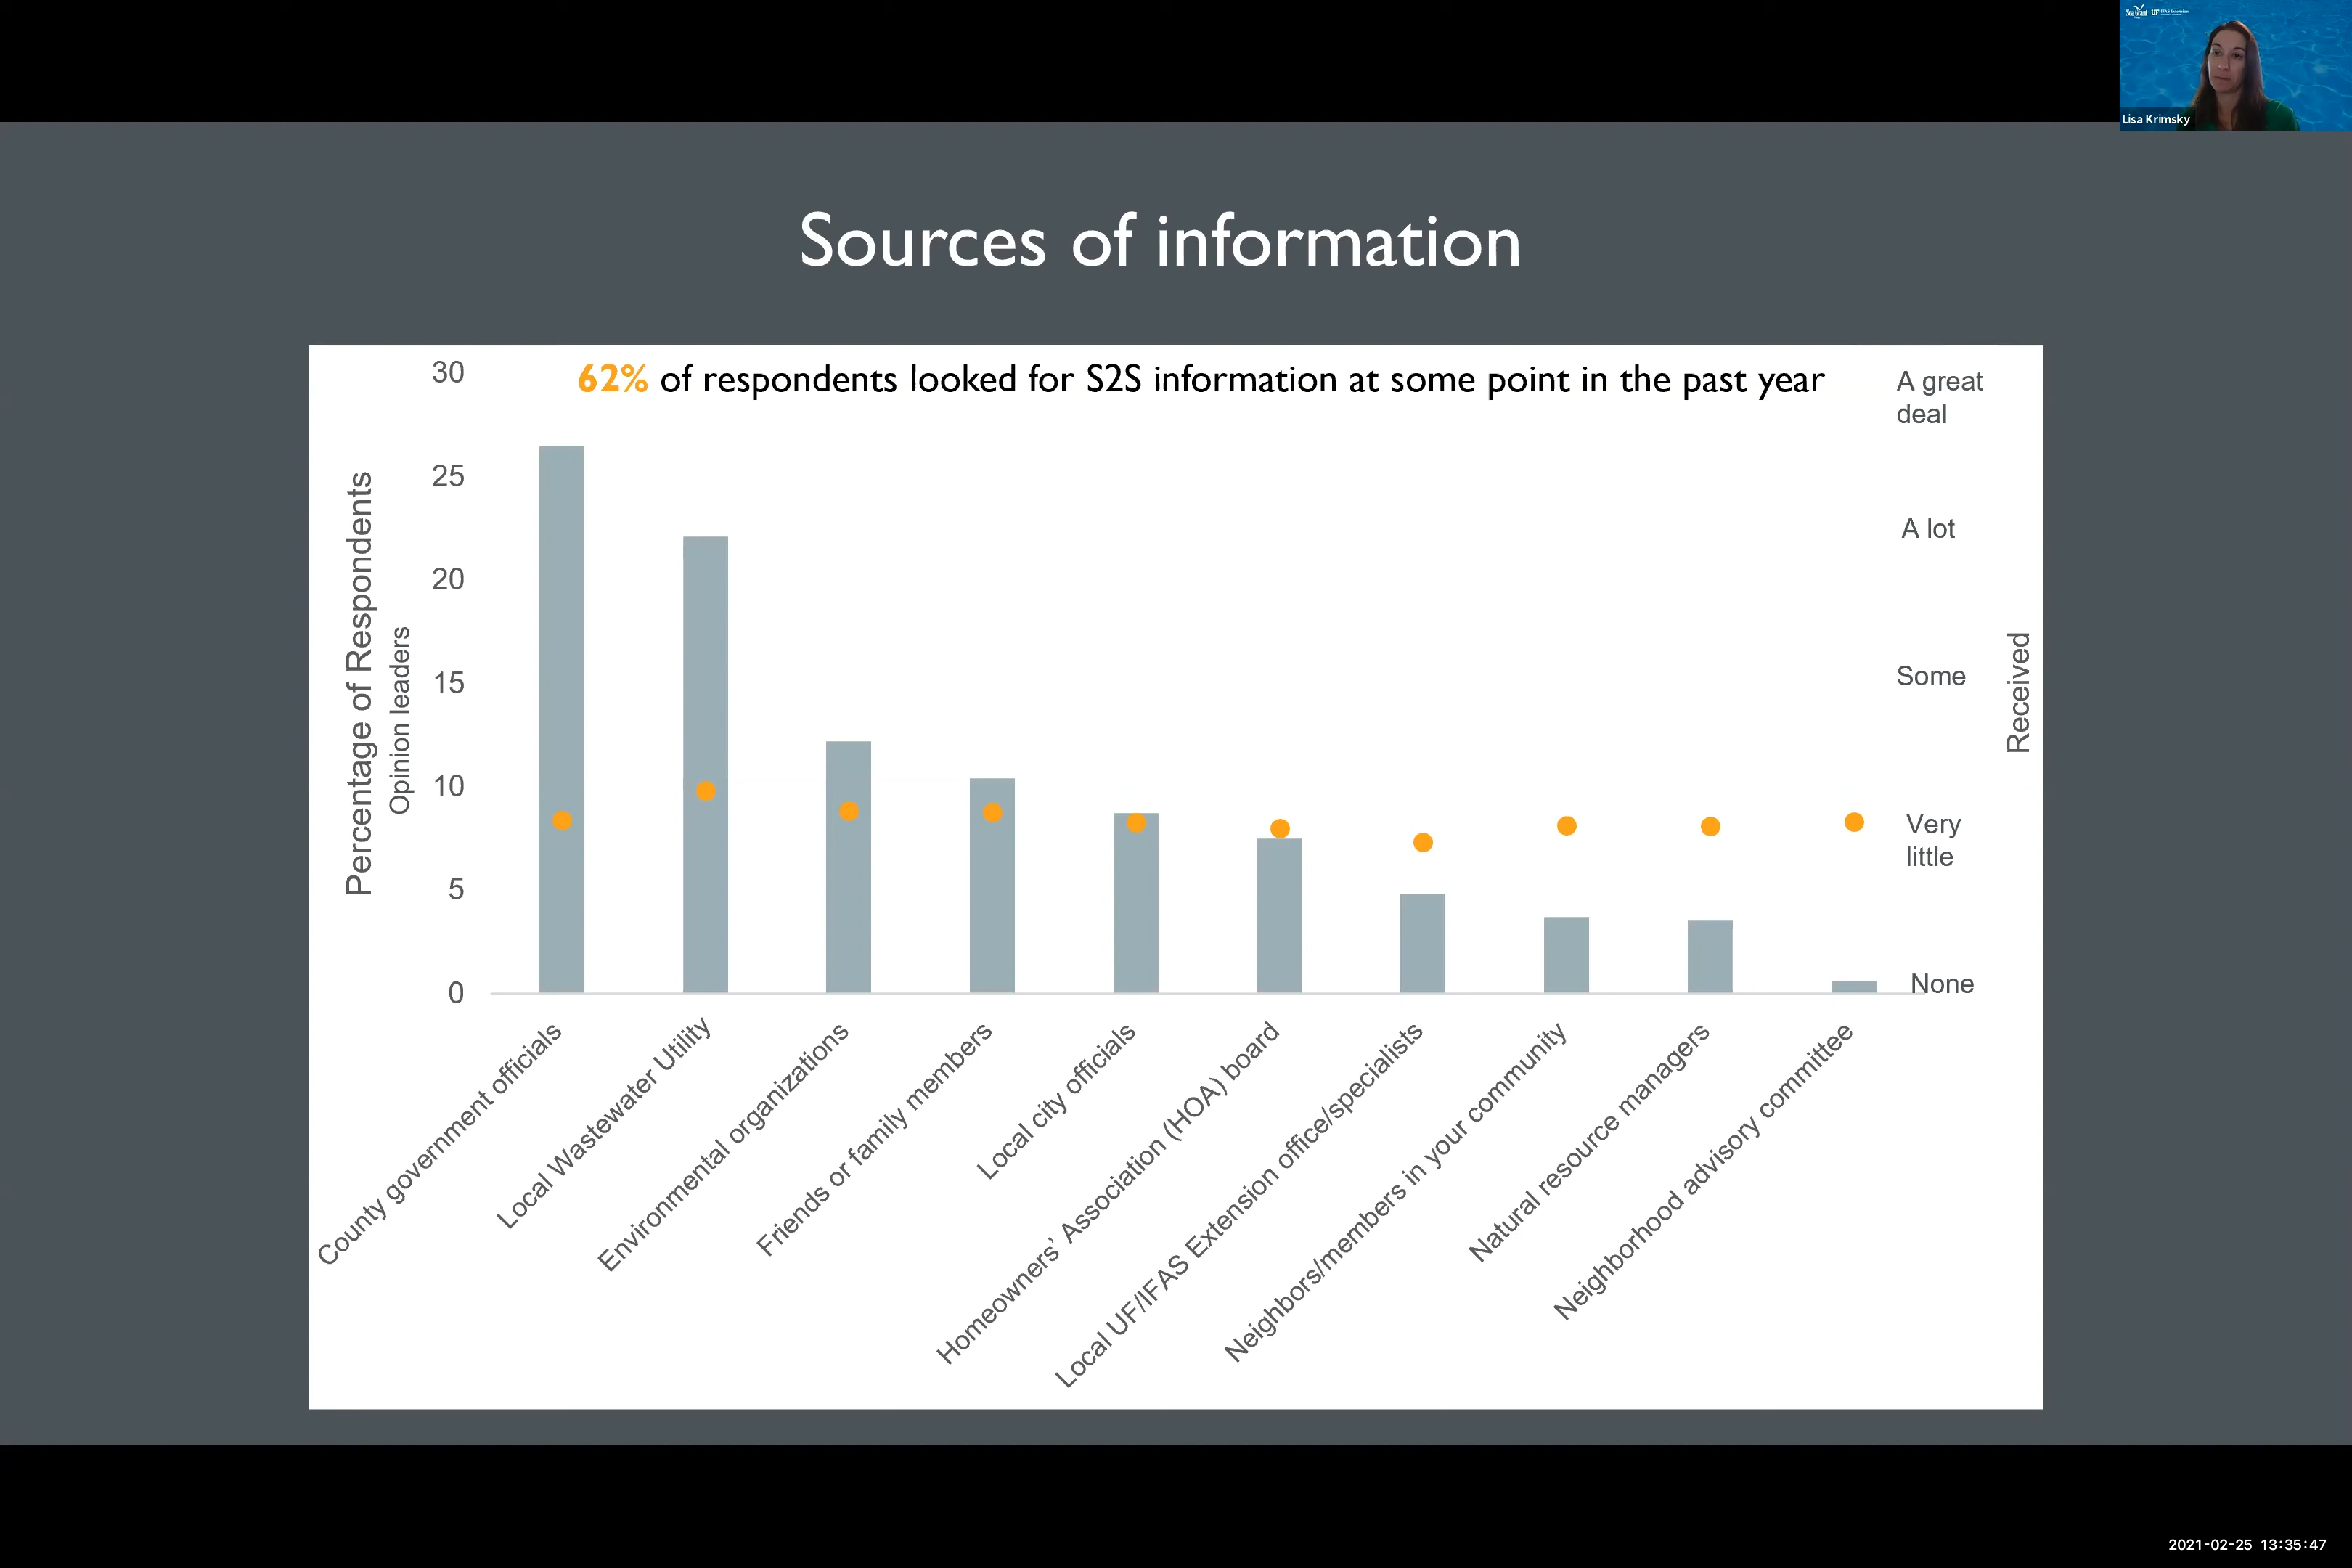 Sea Grant
UF
Lisa Krimsky
Sources of information
62% of respondents looked for S2S information at some point in the past year
Percentage of Respondents
Opinion leaders
30
25
20
15
10
5
0
A great
deal
A lot
Some
Very
little
None
Received
County government officials
Local Wastewater Utility
Environmental organizations
Friends or family members
Local city officials
Homeowners’ Association (HOA) board
Local UF/IFAS Extension office/specialists
Neighbors/members in your community
Natural resource managers
Neighborhood advisory committee
2021-02-25 13:35:47